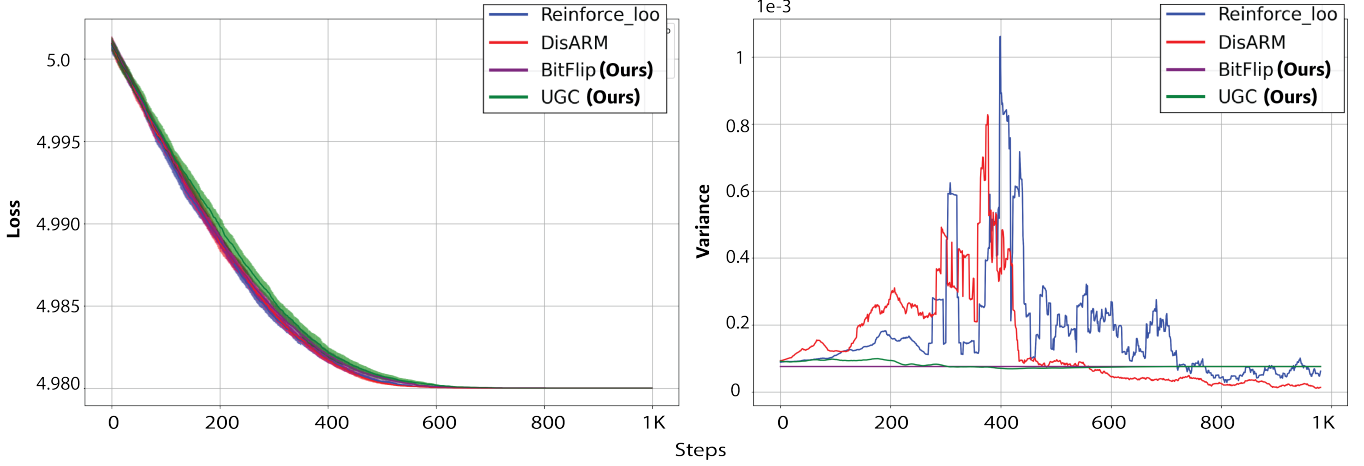 Reinforce_loo
DisARM
BitFlip (Ours)
UGC (Ours)
5.0
4.995
4.990
4.985
4.980
Loss
0
200
400
600
800
1K
1e-3
Reinforce_loo
DisARM
BitFlip (Ours)
UGC (Ours)
1
0.8
0.6
0.4
0.2
0
Variance
0
200
400
600
800
1K
Steps